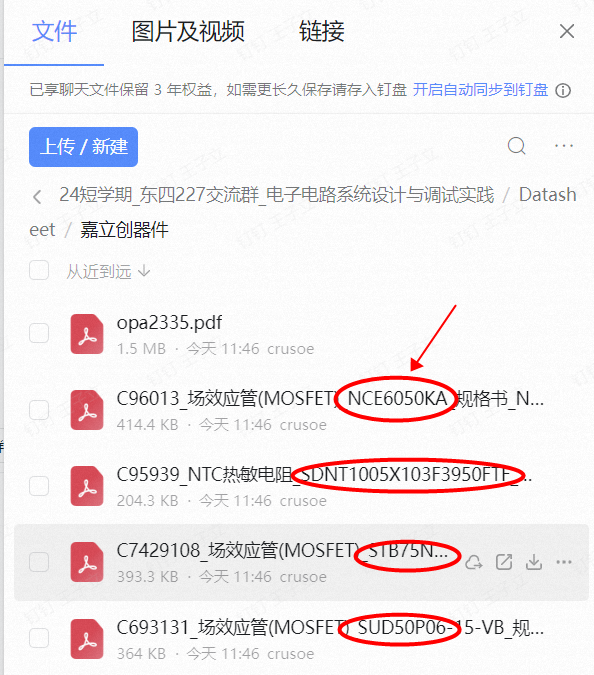 文件 图片及视频 链接
已享聊天文件保留 3 年权益，如需更长久保存请存入钉盘 开启自动同步到钉盘
上传 / 新建
24短学期_东四227交流群_电子电路系统设计与调试实践 / Datash
eet / 嘉立创器件
从近到远
opa2335.pdf
1.5 MB · 今天 11:46 crusoe
C96013_场效应管(MOSFET)_NCE6050KA_规格书_N...
414.4 KB · 今天 11:46 crusoe
C95939_NTC热敏电阻_SDNT1005X103F3950FTF_...
204.3 KB · 今天 11:46 crusoe
C7429108_场效应管(MOSFET)_STB75N...
393.3 KB · 今天 11:46 crusoe
C693131_场效应管(MOSFET)_SUD50P06-15-VB_规...
364 KB · 今天 11:46 crusoe